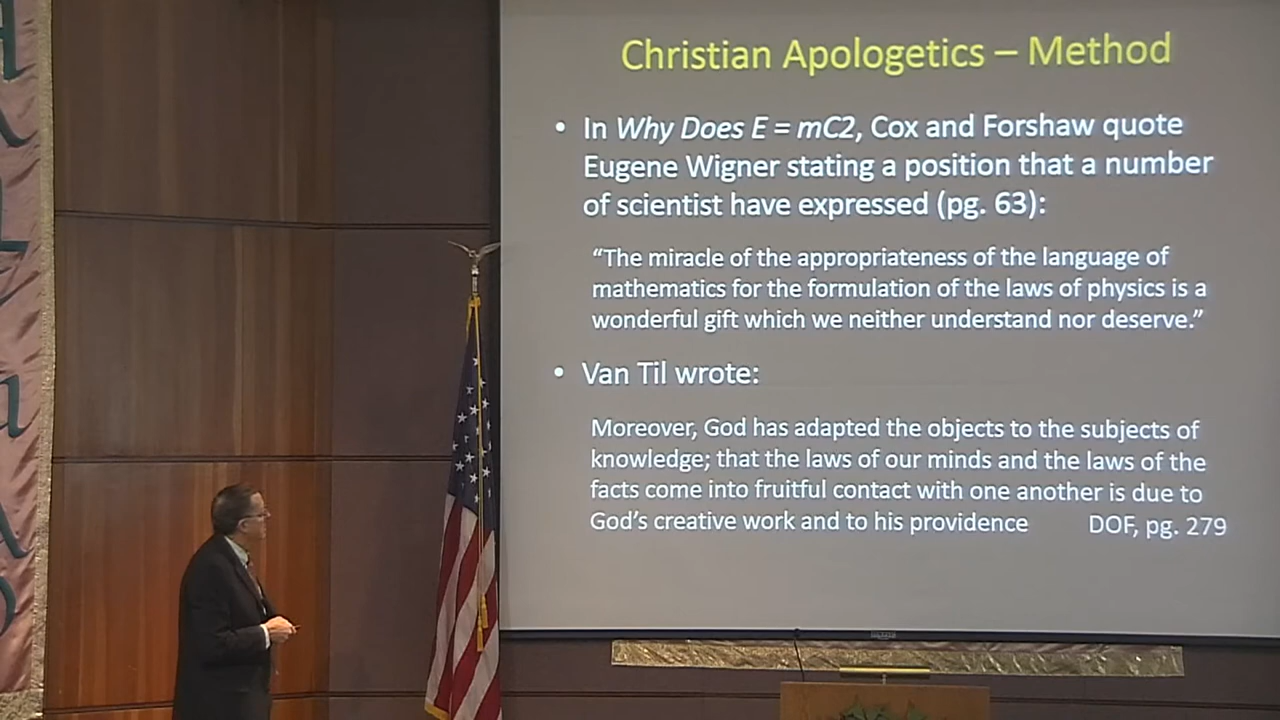 Christian Apologetics – Method
• In Why Does E = mC2, Cox and Forshaw quote
Eugene Wigner stating a position that a number
of scientist have expressed (pg. 63):
“The miracle of the appropriateness of the language of
mathematics for the formulation of the laws of physics is a
wonderful gift which we neither understand nor deserve.”
• Van Til wrote:
Moreover, God has adapted the objects to the subjects of
knowledge; that the laws of our minds and the laws of the
facts come into fruitful contact with one another is due to
God’s creative work and to his providence DOF, pg. 279